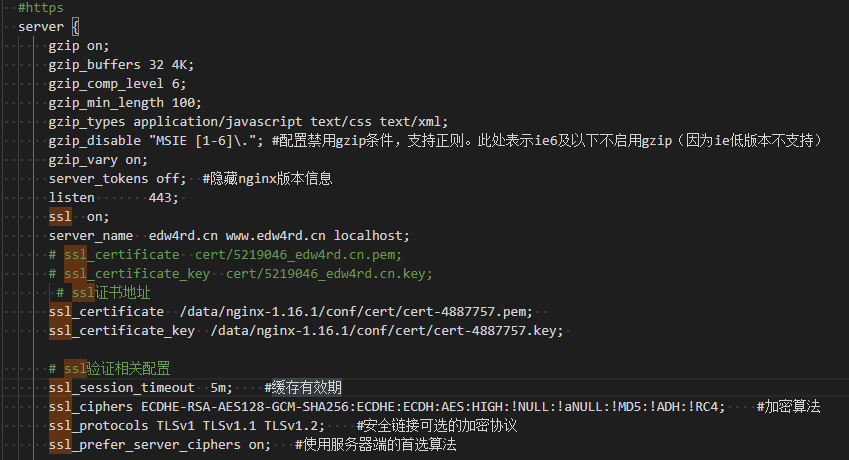 #https
server {
gzip on;
gzip_buffers 32 4K;
gzip_comp_level 6;
gzip_min_length 100;
gzip_types application/javascript text/css text/xml;
gzip_disable "MSIE [1-6]\."; #配置禁用gzip条件，支持正则。此处表示ie6及以下不启用gzip（因为ie低版本不支持）
gzip_vary on;
server_tokens off;  #隐藏nginx版本信息
listen       443;
ssl  on;
server_name  edw4rd.cn www.edw4rd.cn localhost;
# ssl_certificate  cert/5219046_edw4rd.cn.pem;
# ssl_certificate_key  cert/5219046_edw4rd.cn.key;
# ssl证书地址
ssl_certificate  /data/nginx-1.16.1/conf/cert/cert-4887757.pem;
ssl_certificate_key  /data/nginx-1.16.1/conf/cert/cert-4887757.key;
# ssl验证相关配置
ssl_session_timeout  5m;    #缓存有效期
ssl_ciphers ECDHE-RSA-AES128-GCM-SHA256:ECDHE:ECDH:AES:HIGH:!NULL:!aNULL:!MD5:!ADH:!RC4;    #加密算法
ssl_protocols TLSv1 TLSv1.1 TLSv1.2;    #安全链接可选的加密协议
ssl_prefer_server_ciphers on;   #使用服务器端的首选算法